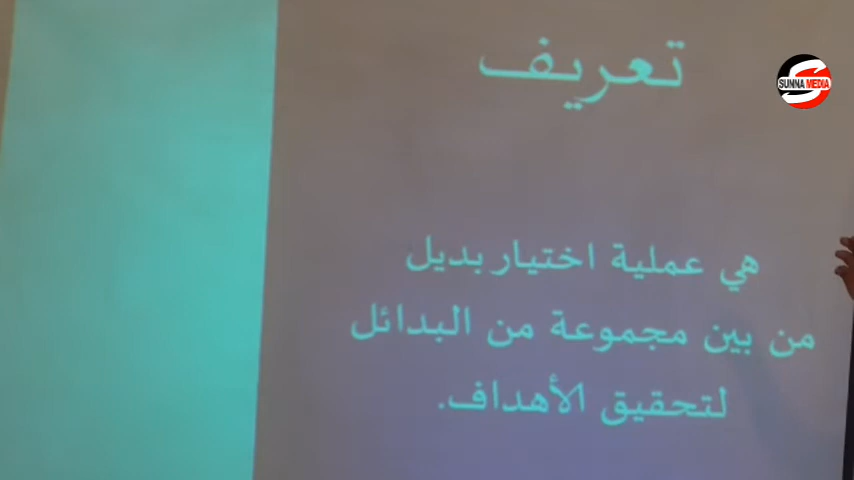 تعريف
SUNNA MEDIA
هي عملية اختيار بديل
من بين مجموعة من البدائل
لتحقيق الأهداف.